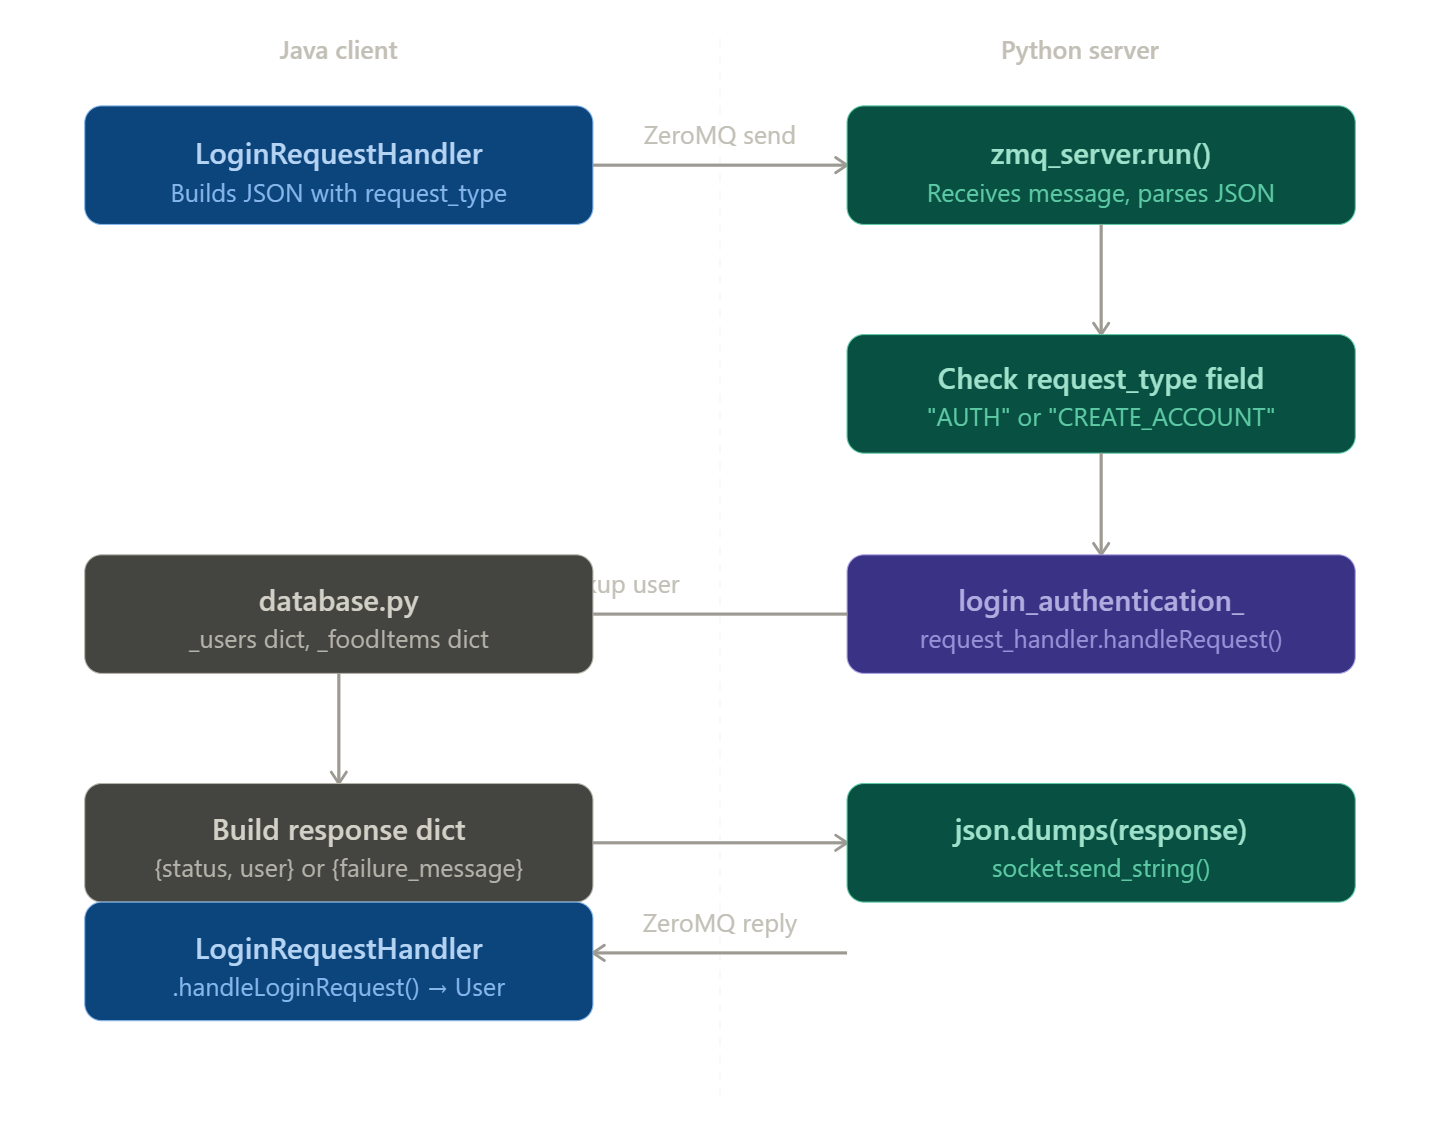 Java client
Python server
LoginRequestHandler
Builds JSON with request_type
ZeroMQ send
zmq_server.run()
Receives message, parses JSON
Check request_type field
"AUTH" or "CREATE_ACCOUNT"
database.py
_users dict, _foodItems dict
user
login_authentication_
request_handler.handleRequest()
Build response dict
{status, user} or {failure_message}
json.dumps(response)
socket.send_string()
LoginRequestHandler
.handleLoginRequest() → User
ZeroMQ reply